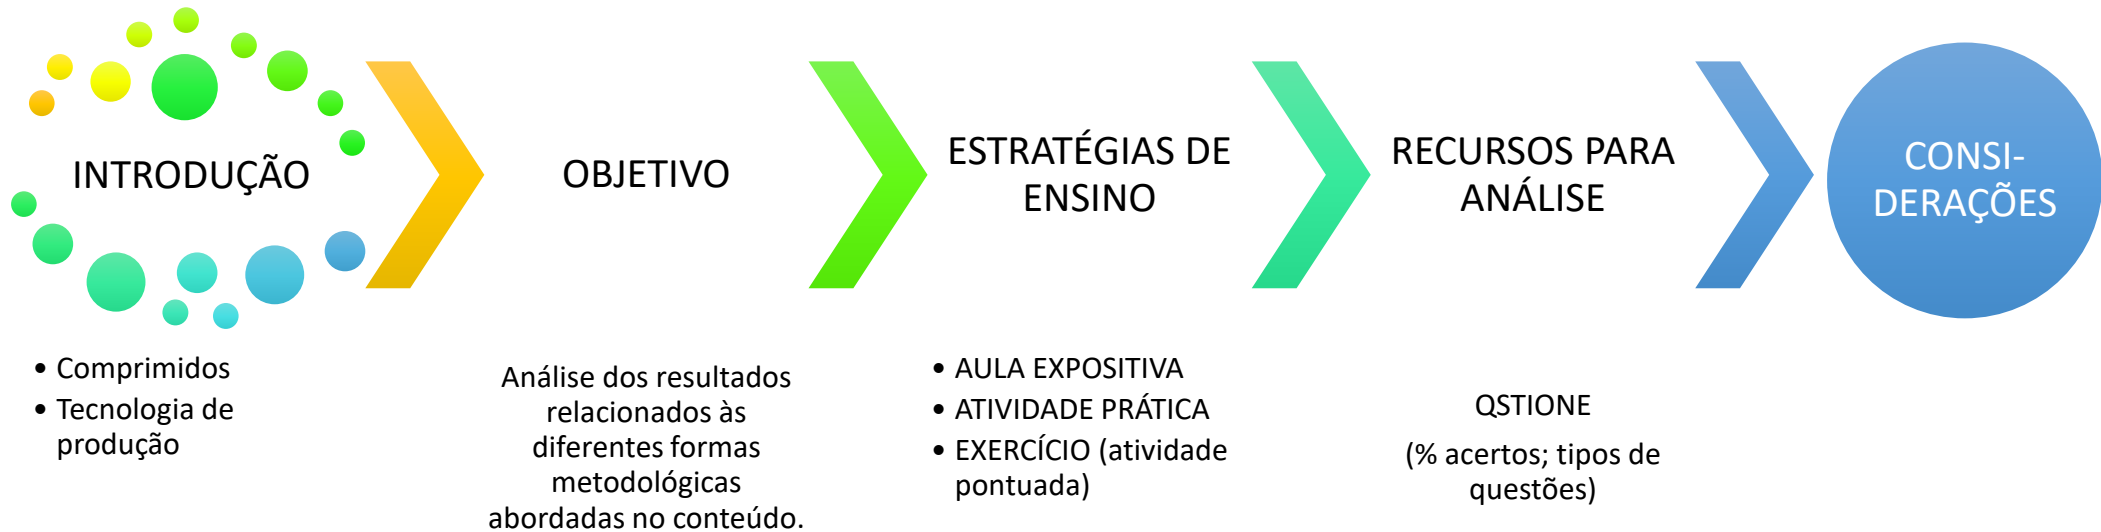 INTRODUÇÃO
• Comprimidos
• Tecnologia de
produção
OBJETIVO
Análise dos resultados
relacionados às
diferentes formas
metodológicas
abordadas no conteúdo.
ESTRATÉGIAS DE
ENSINO
• AULA EXPOSITIVA
• ATIVIDADE PRÁTICA
• EXERCÍCIO (atividade
pontuada)
RECURSOS PARA
ANÁLISE
QSTIONE
(% acertos; tipos de
questões)
CONSI-
DERAÇÕES